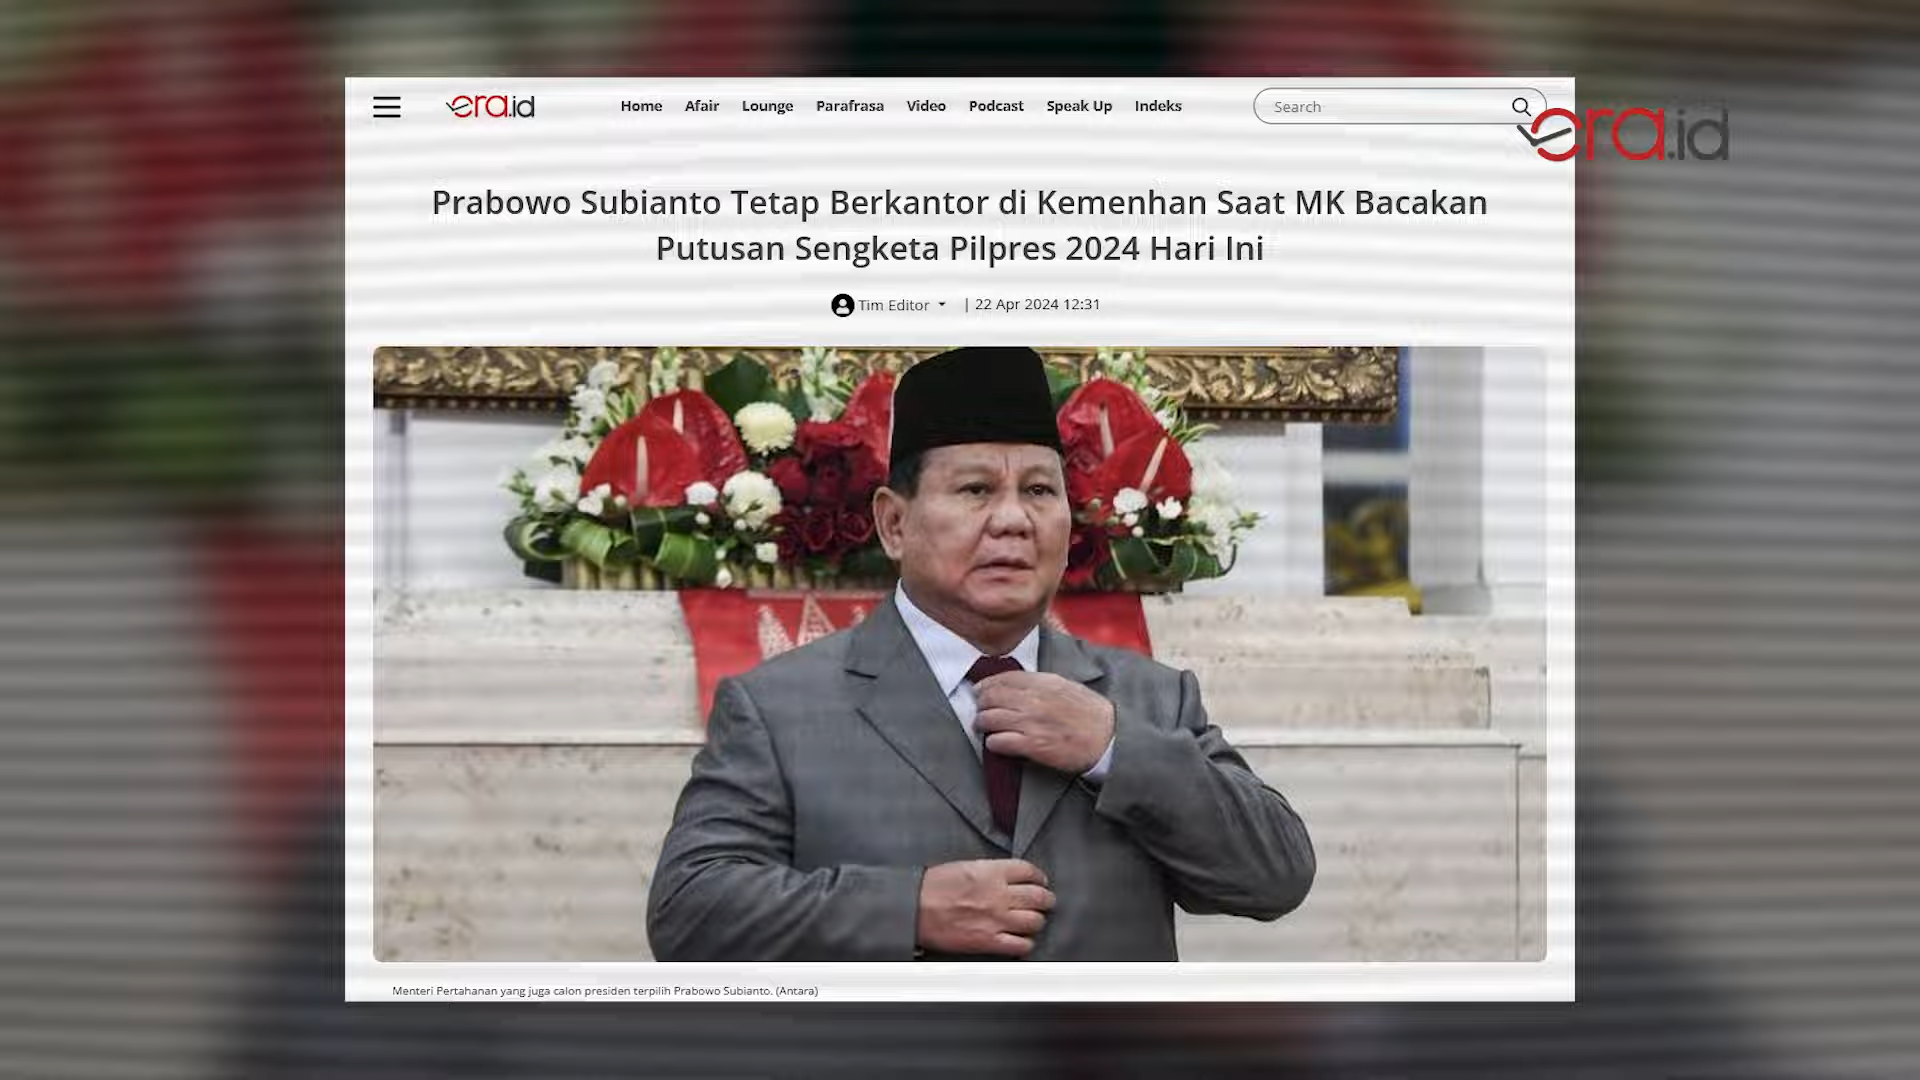 era.id
Home Afair Lounge Parafrasa Video Podcast Speak Up Indeks
Search
era.id
Prabowo Subianto Tetap Berkantor di Kemenhan Saat MK Bacakan
Putusan Sengketa Pilpres 2024 Hari Ini
Tim Editor | 22 Apr 2024 12:31
Menteri Pertahanan yang juga calon presiden terpilih Prabowo Subianto. (Antara)